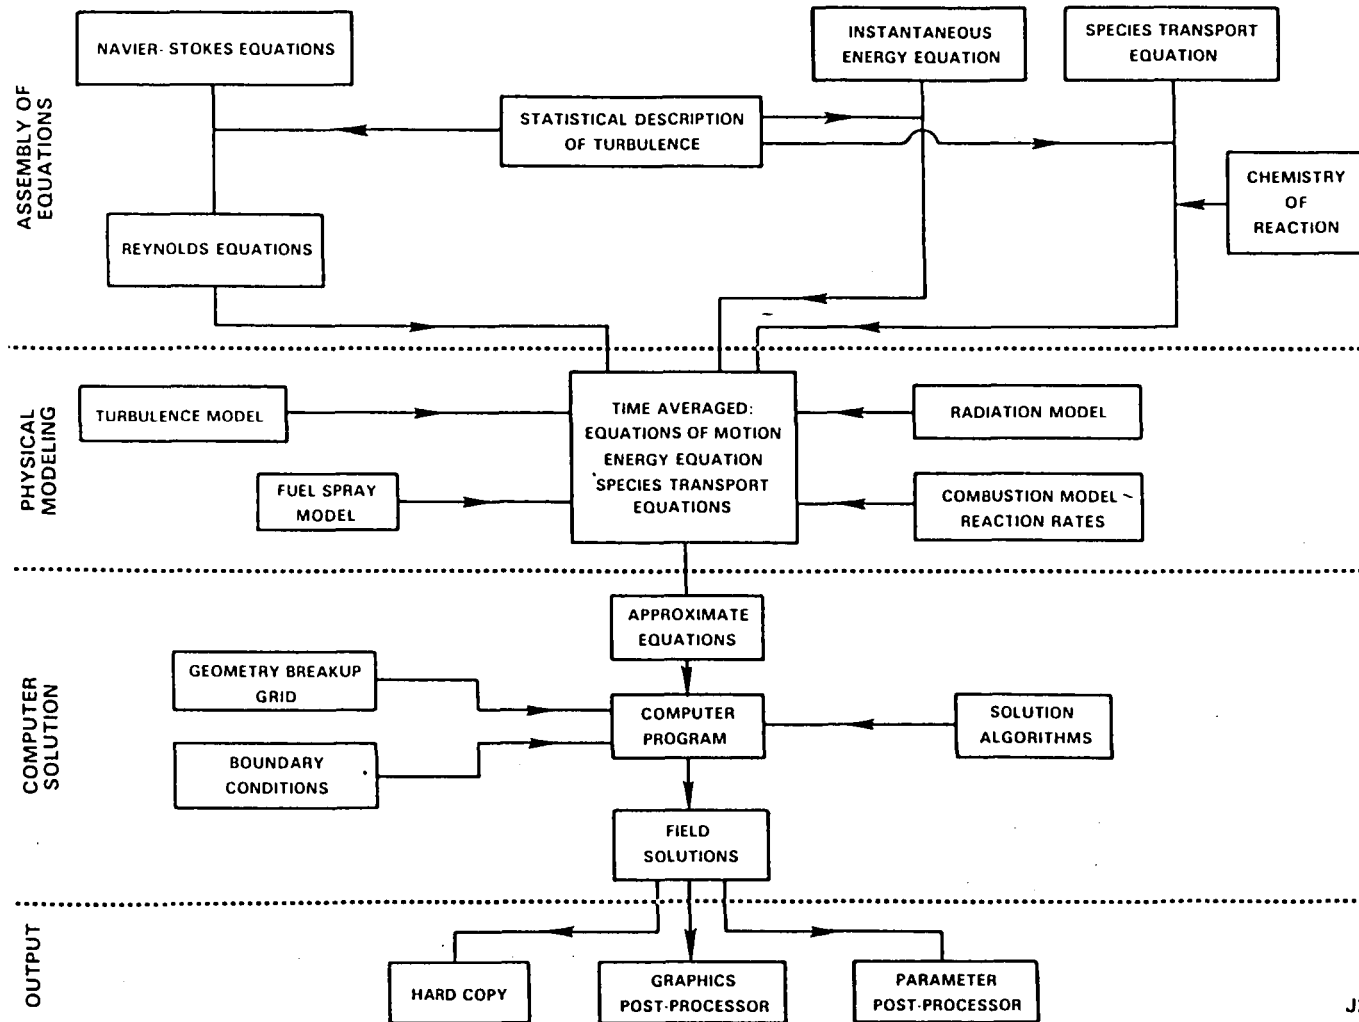 ASSEMBLY OF
EQUATIONS
NAVIER- STOKES EQUATIONS
INSTANTANEOUS
ENERGY EQUATION
SPECIES TRANSPORT
EQUATION
STATISTICAL DESCRIPTION
OF TURBULENCE
CHEMISTRY
OF
REACTION
REYNOLDS EQUATIONS
PHYSICAL
MODELING
TURBULENCE MODEL
FUEL SPRAY
MODEL
TIME AVERAGED:
EQUATIONS OF MOTION
ENERGY EQUATION
SPECIES TRANSPORT
EQUATIONS
RADIATION MODEL
COMBUSTION MODEL ~
REACTION RATES
COMPUTER
SOLUTION
APPROXIMATE
EQUATIONS
GEOMETRY BREAKUP
GRID
BOUNDARY
CONDITIONS
COMPUTER
PROGRAM
SOLUTION
ALGORITHMS
FIELD
SOLUTIONS
OUTPUT
HARD COPY
GRAPHICS
POST-PROCESSOR
PARAMETER
POST-PROCESSOR